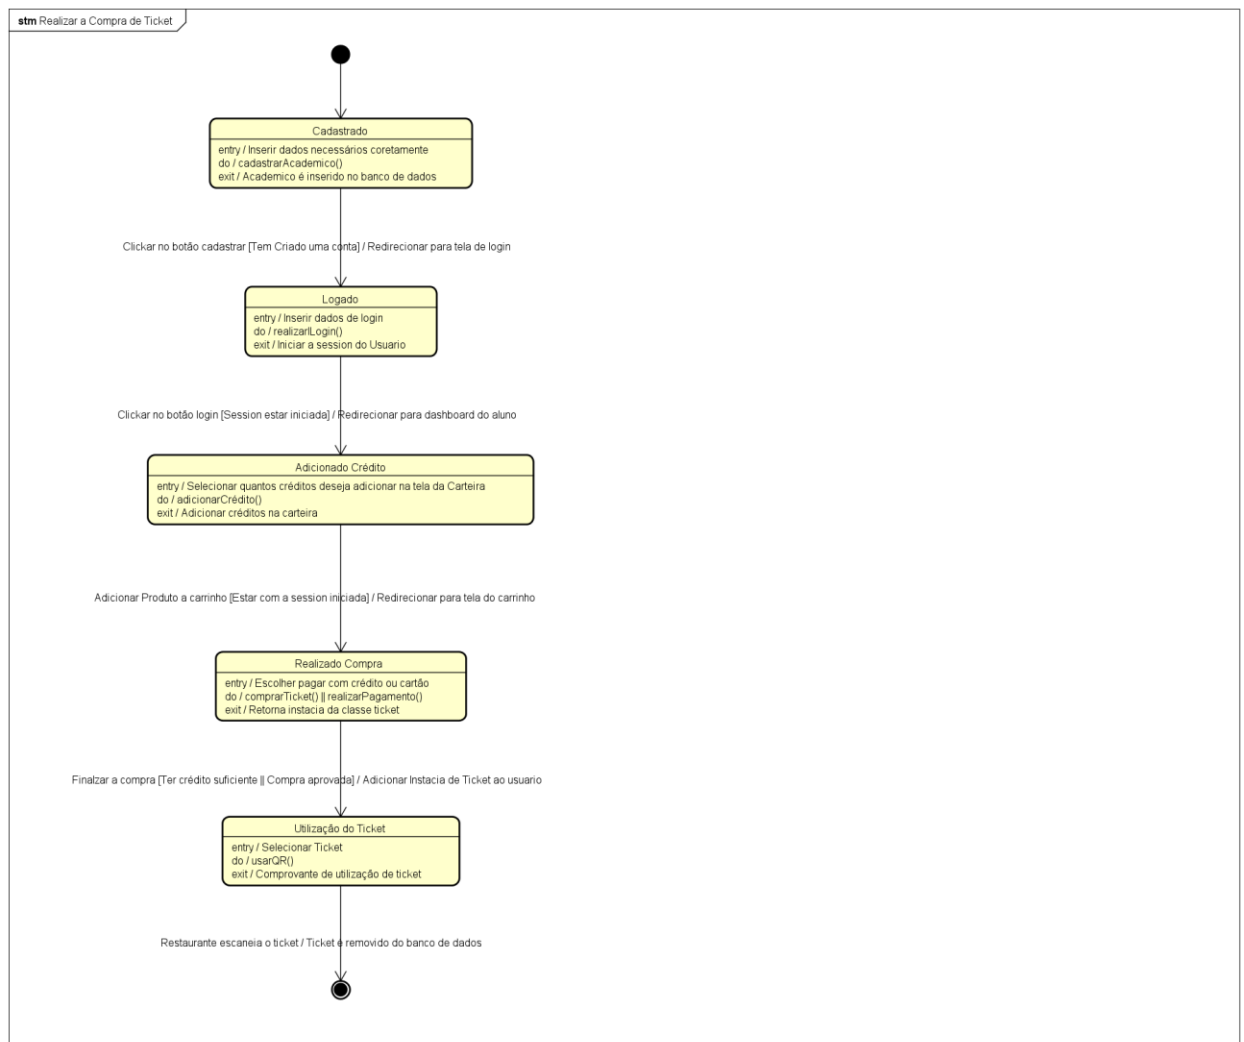 stm Realizar a Compra de Ticket
Cadastrado
entry / Inserir dados necessários coretamente
do / cadastrarAcademico()
exit / Academico é inserido no banco de dados
Clickar no botão cadastrar [Tem Criado uma conta] / Redirecionar para tela de login
Logado
entry / Inserir dados de login
do / realizarlLogin()
exit / Iniciar a session do Usuario
Clickar no botão login [Session estar iniciada] / Redirecionar para dashboard do aluno
Adicionado Crédito
entry / Selecionar quantos créditos deseja adicionar na tela da Carteira
do / adicionarCrédito()
exit / Adicionar créditos na carteira
Adicionar Produto a carrinho [Estar com a session iniciada] / Redirecionar para tela do carrinho
Realizado Compra
entry / Escolher pagar com crédito ou cartão
do / comprarTicket() || realizarPagamento()
exit / Retorna instacia da classe ticket
Finalzar a compra [Ter crédito suficiente || Compra aprovada] / Adicionar Instacia de Ticket ao usuario
Utilização do Ticket
entry / Selecionar Ticket
do / usarQR()
exit / Comprovante de utilização de ticket
Restaurante escaneia o ticket / Ticket é removido do banco de dados